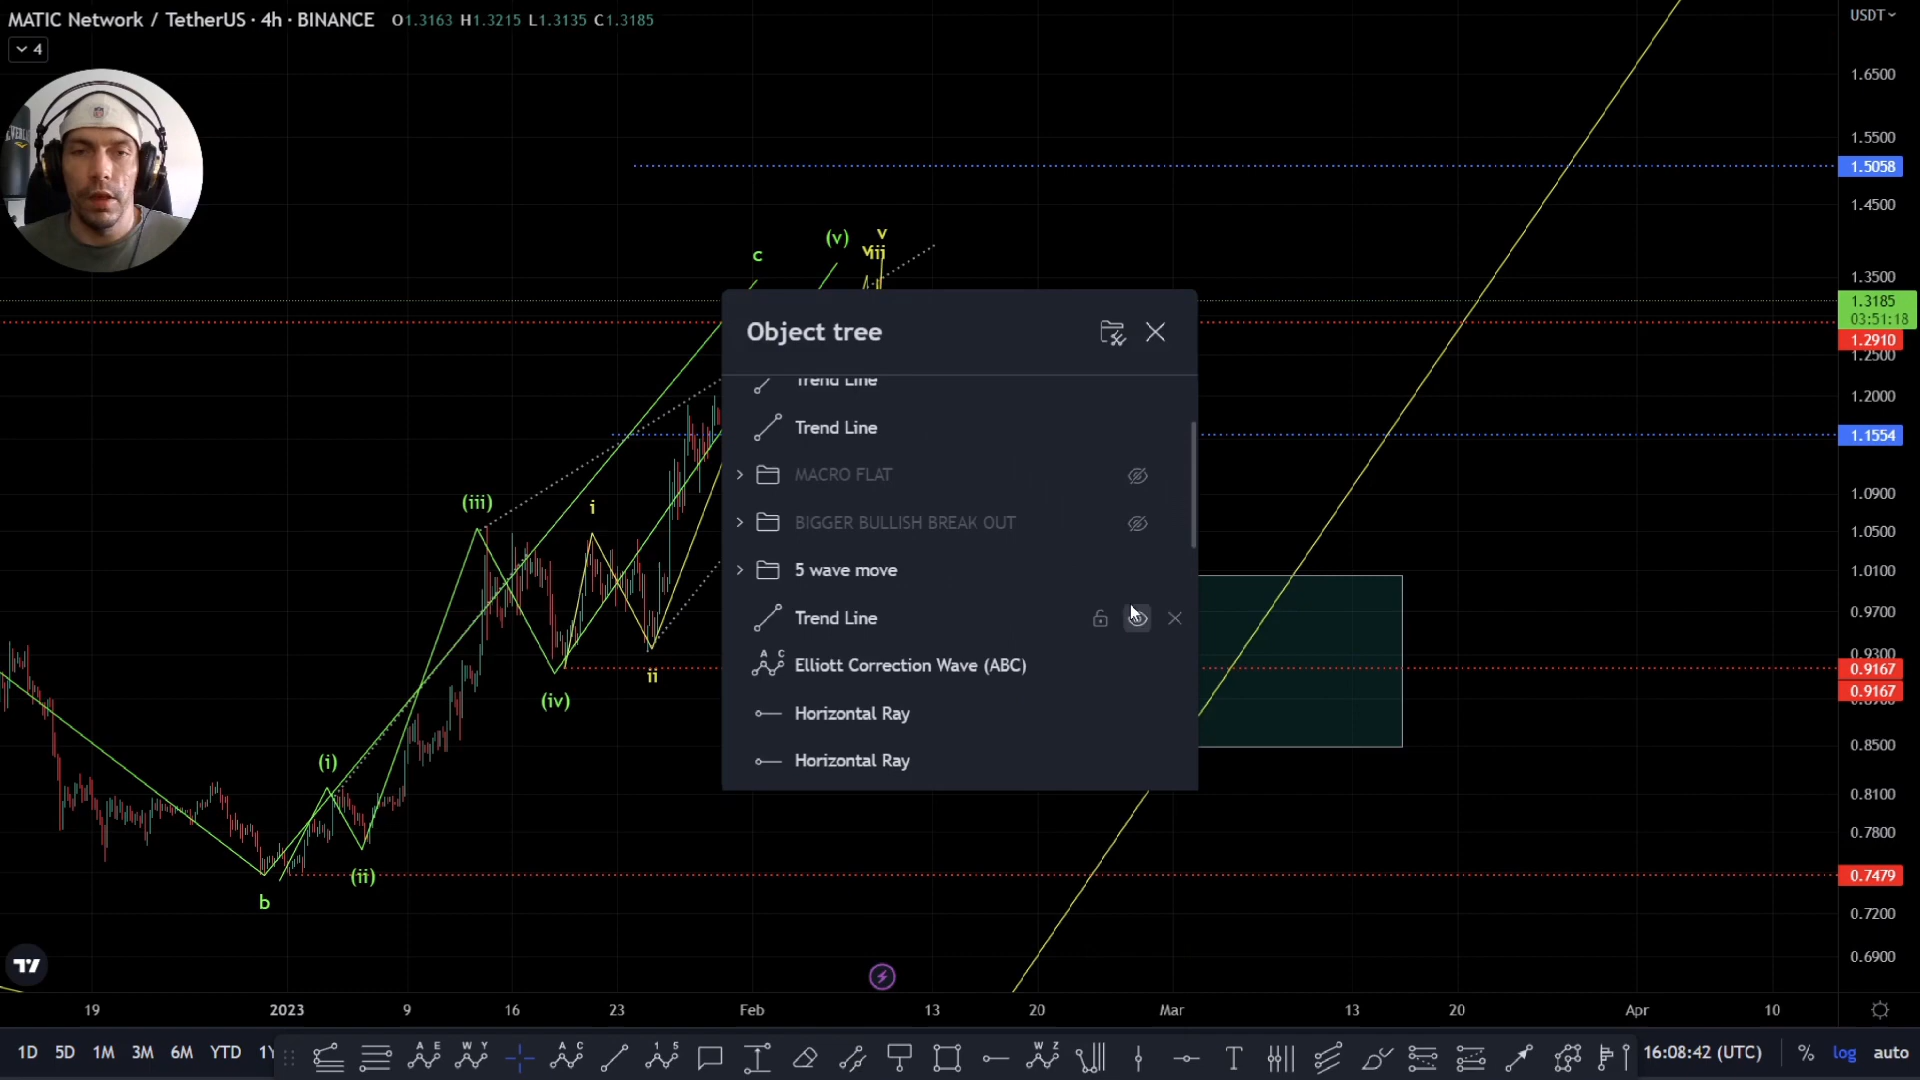 MATIC Network / TetherUS · 4h · BINANCE O1.3163 H1.3215 L1.3135 C1.3185
USDT
4
1.6500
1.5500
1.5058
1.4500
(v)
v
c
1.3500
1.3185
03:51:18
1.2910
1.2500
Object tree
Trend Line
1.2000
Trend Line
1.1554
MACRO FLAT
1.0900
(iii)
i
BIGGER BULLISH BREAK OUT
1.0500
5 wave move
1.0100
Trend Line
0.9700
0.9300
A C
Elliott Correction Wave (ABC)
0.9167
ii
0.9167
(iv)
Horizontal Ray
0.8500
(i)
Horizontal Ray
0.8100
0.7800
(ii)
0.7479
b
0.7200
0.6900
19
2023
9
16
23
Feb
13
20
Mar
13
20
Apr
10
1D 5D 1M 3M 6M YTD 1Y
A E
W Y
A C
1 5
W Z
16:08:42 (UTC)
%
log
auto